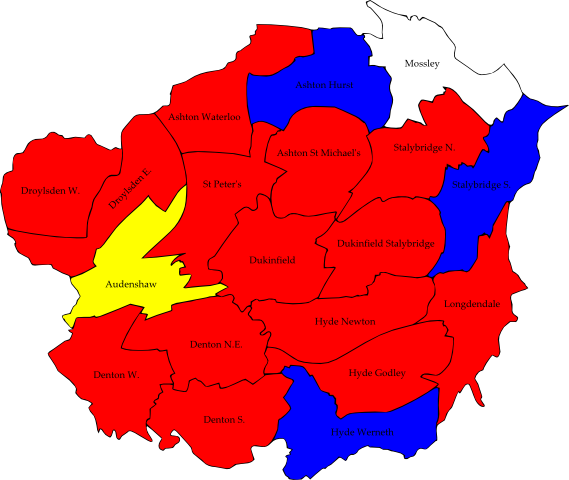 Mossley
Ashton Hurst
Ashton Waterloo
Stalybridge N.
Ashton St Michael's
Droylsden E.
St Peter's
Stalybridge S.
Droylsden W.
Dukinfield Stalybridge
Dukinfield
Audenshaw
Longdendale
Hyde Newton
Denton N.E.
Hyde Godley
Denton W.
Denton S.
Hyde Werneth